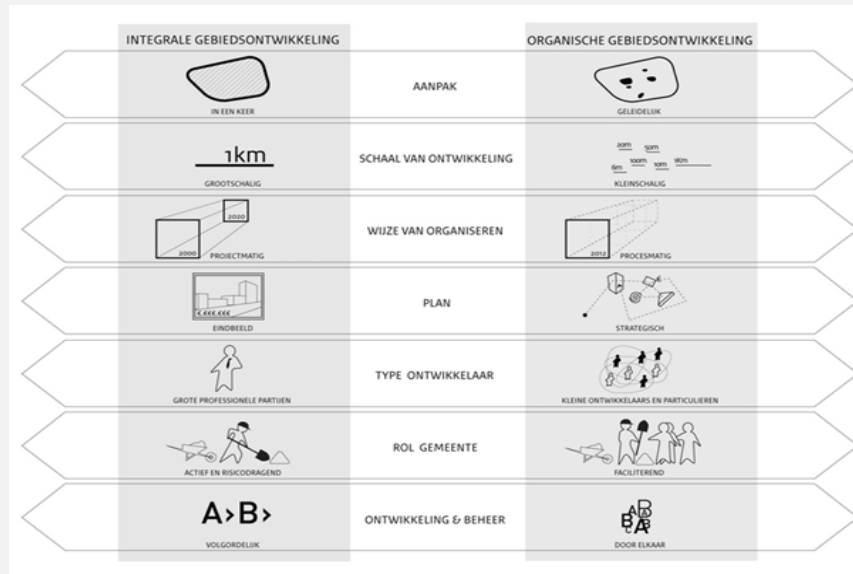 INTEGRALE GEBIEDSONTWIKKELING
ORGANISCHE GEBIEDSONTWIKKELING
IN EEN KEER
AANPAK
GELEIDELIJK
1km
GROOTSCHALIG
SCHAAL VAN ONTWIKKELING
20m 50m
6m 100m 10m 1Km
KLEINSCHALIG
2020
2000
PROJECTMATIG
WIJZE VAN ORGANISEREN
2012
PROCESMATIG
€.€€€.€€€
EINDBEELD
PLAN
€
STRATEGISCH
GROTE PROFESSIONELE PARTIJEN
TYPE ONTWIKKELAAR
KLEINE ONTWIKKELAARS EN PARTICULIEREN
ACTIEF EN RISICODRAGEND
ROL GEMEENTE
FACILITEREND
A>B>
VOLGORDELIJK
ONTWIKKELING & BEHEER
DOOR ELKAAR